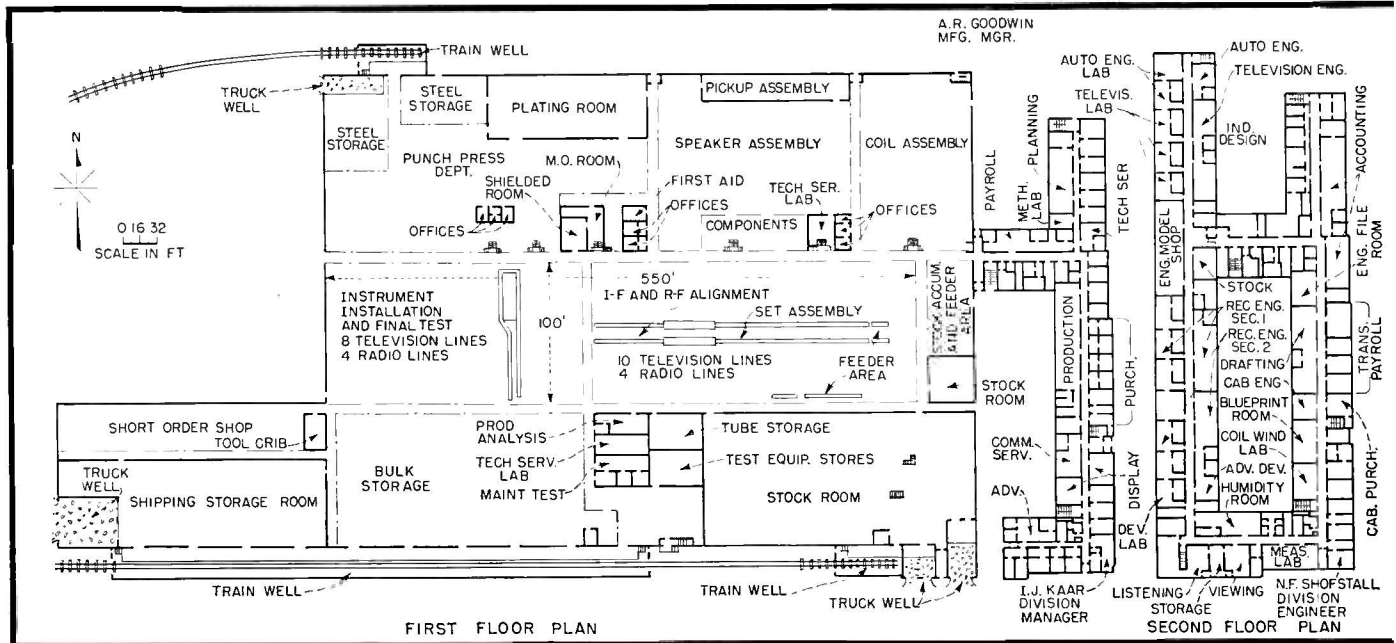 A.R. GOODWIN
MFG. MGR.
TRAIN WELL
TRUCK
WELL
STEEL
STORAGE
STEEL
STORAGE
PLATING ROOM
PICKUP ASSEMBLY
SPEAKER ASSEMBLY
COIL ASSEMBLY
PUNCH PRESS
DEPT.
M.O. ROOM
SHIELDED
ROOM
FIRST AID
OFFICES
OFFICES
TECH SER.
LAB
OFFICES
COMPONENTS
N
0 16 32
SCALE IN FT
PAYROLL
METH. PLANNING
LAB
TECH SER
550'
100'
INSTRUMENT
INSTALLATION
AND FINAL TEST
8 TELEVISION LINES
4 RADIO LINES
I-F AND R-F ALIGNMENT
SET ASSEMBLY
10 TELEVISION LINES
4 RADIO LINES
FEEDER
AREA
STOCK ACCUM.
AND FEEDER
AREA
STOCK
ROOM
PRODUCTION
PURCH.
SHORT ORDER SHOP
TOOL CRIB
TRUCK
WELL
SHIPPING STORAGE ROOM
BULK
STORAGE
PROD
ANALYSIS
TECH SERV.
LAB
MAINT TEST
TUBE STORAGE
TEST EQUIP. STORES
STOCK ROOM
COMM.
SERV.
DISPLAY
ADV.
TRAIN WELL
TRAIN WELL
TRUCK WELL
I.J. KAAR
DIVISION
MANAGER
FIRST FLOOR PLAN
AUTO ENG.
LAB
AUTO ENG.
TELEVISION ENG.
TELEVIS.
LAB
IND.
DESIGN
ACCOUNTING
ENG. MODEL
SHOP
ENG. FILE
ROOM
STOCK
REC ENG.
SEC. 1
REC. ENG.
SEC. 2
DRAFTING
CAB ENG
BLUEPRINT
ROOM
COIL WIND
LAB
ADV. DEV.
HUMIDITY
ROOM
TRANS.
PAYROLL
CAB. PURCH.
DEV.
LAB
MEAS.
LAB
LISTENING
STORAGE
VIEWING
N.F. SHOFSTALL
DIVISION
ENGINEER
SECOND FLOOR PLAN